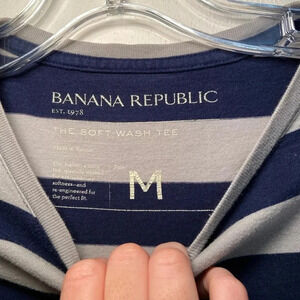 BANANA REPUBLIC
EST. 1978
THE SOFT-WASH TEE
M
softness—and
re-engineered for
the perfect fit.